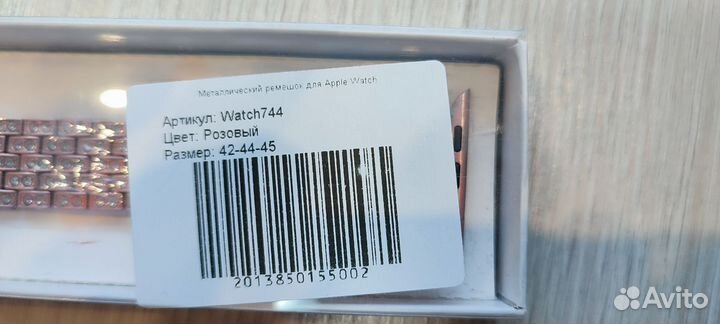 Металлический ремешок для Apple Watch
Артикул: Watch744
Цвет: Розовый
Размер: 42-44-45
2013850155002
Avito